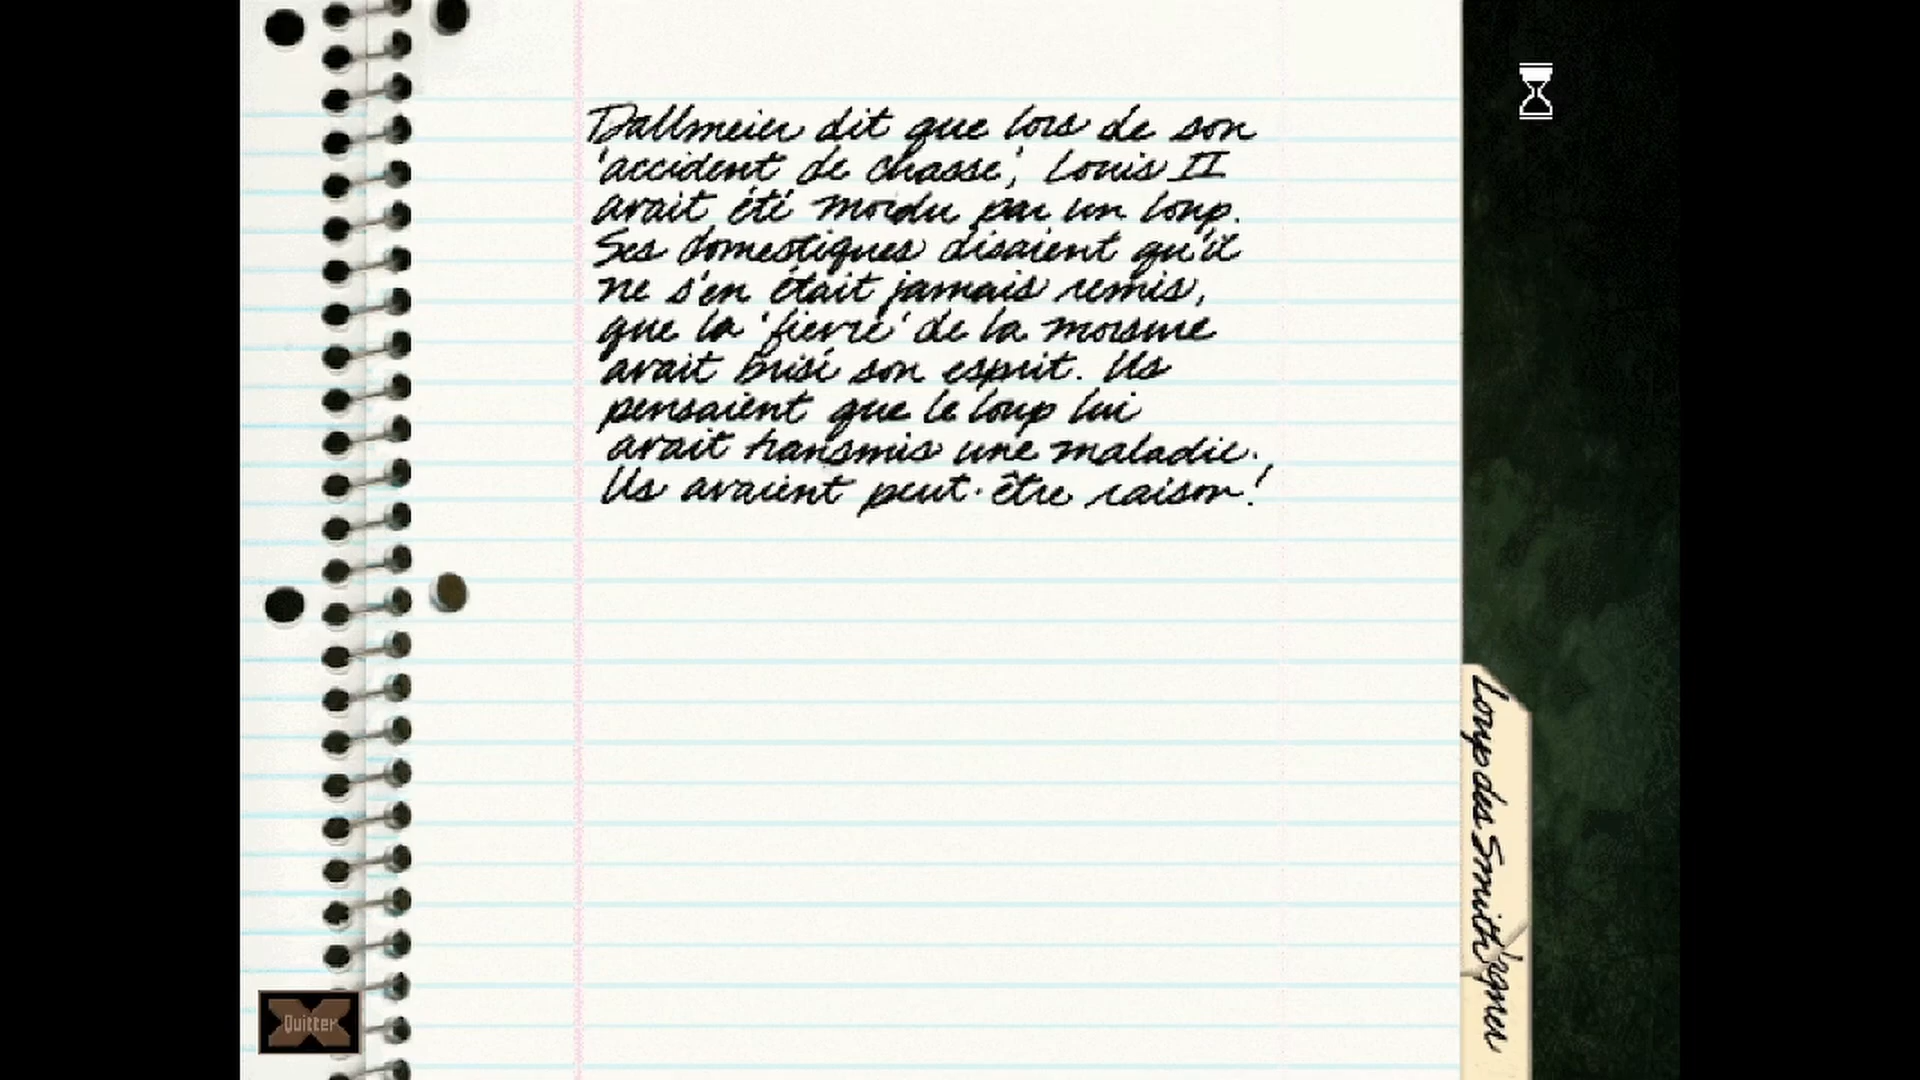 Dallmeier dit que lors de son
'accident de chasse', Louis II
avait été mordu par un loup.
Ses domestiques disaient qu'il
ne s'en était jamais remis,
que la 'fièvre' de la morsure
avait brisé son esprit. Ils
pensaient que le loup lui
avait transmis une maladie.
Ils avaient peut-être raison!
Loup des Smith
Quitter